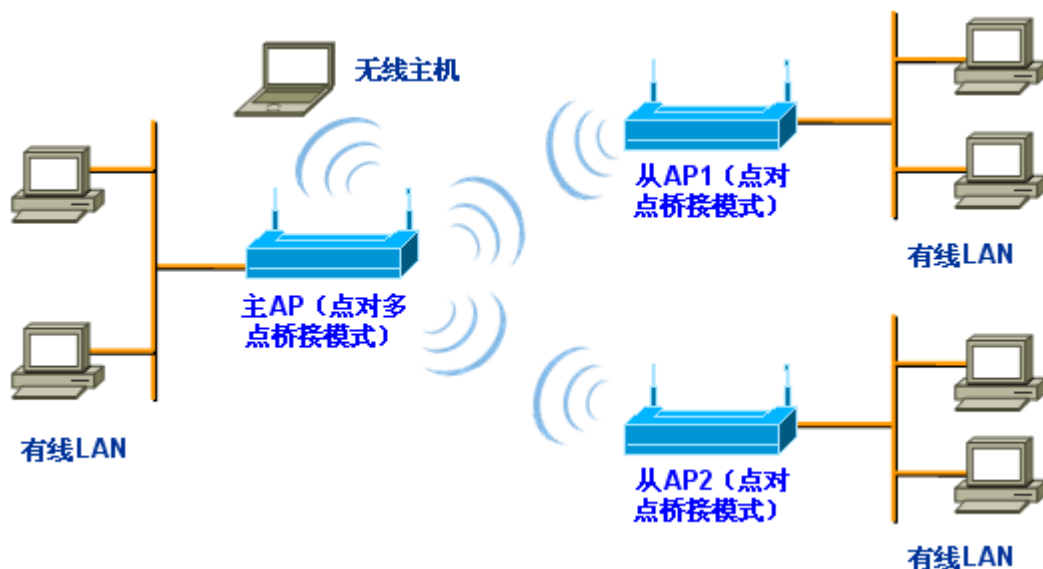 无线主机
从AP1（点对
点桥接模式）
有线LAN
主AP（点对多
点桥接模式）
有线LAN
从AP2（点对
点桥接模式）
有线LAN